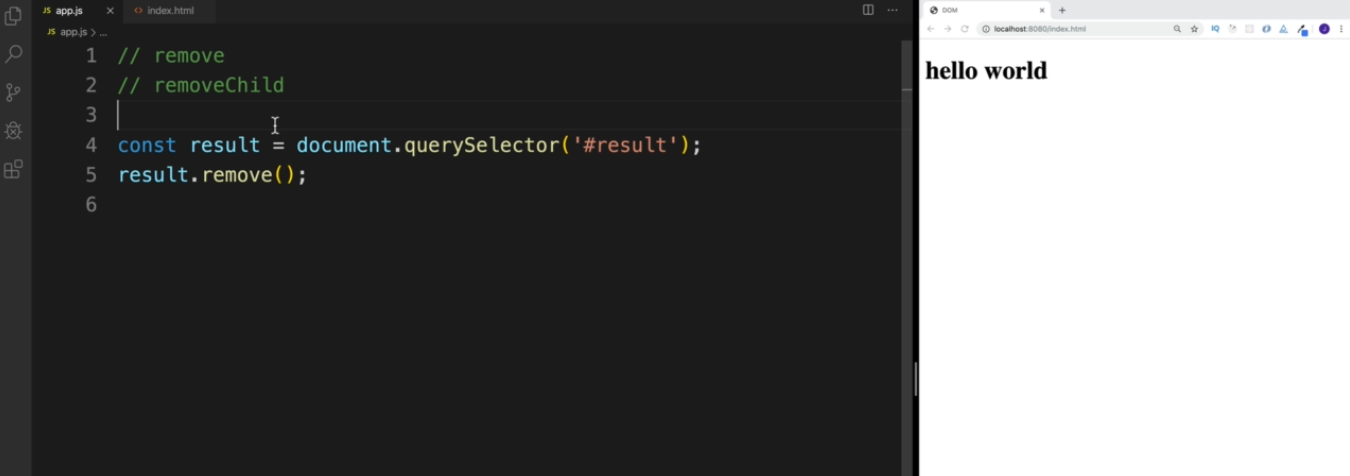 JS app.js × <> index.html
JS app.js > ...
1 // remove
2 // removeChild
3
4 const result = document.querySelector('#result');
5 result.remove();
6
DOM × +
localhost:8080/index.html
IQ
J
hello world